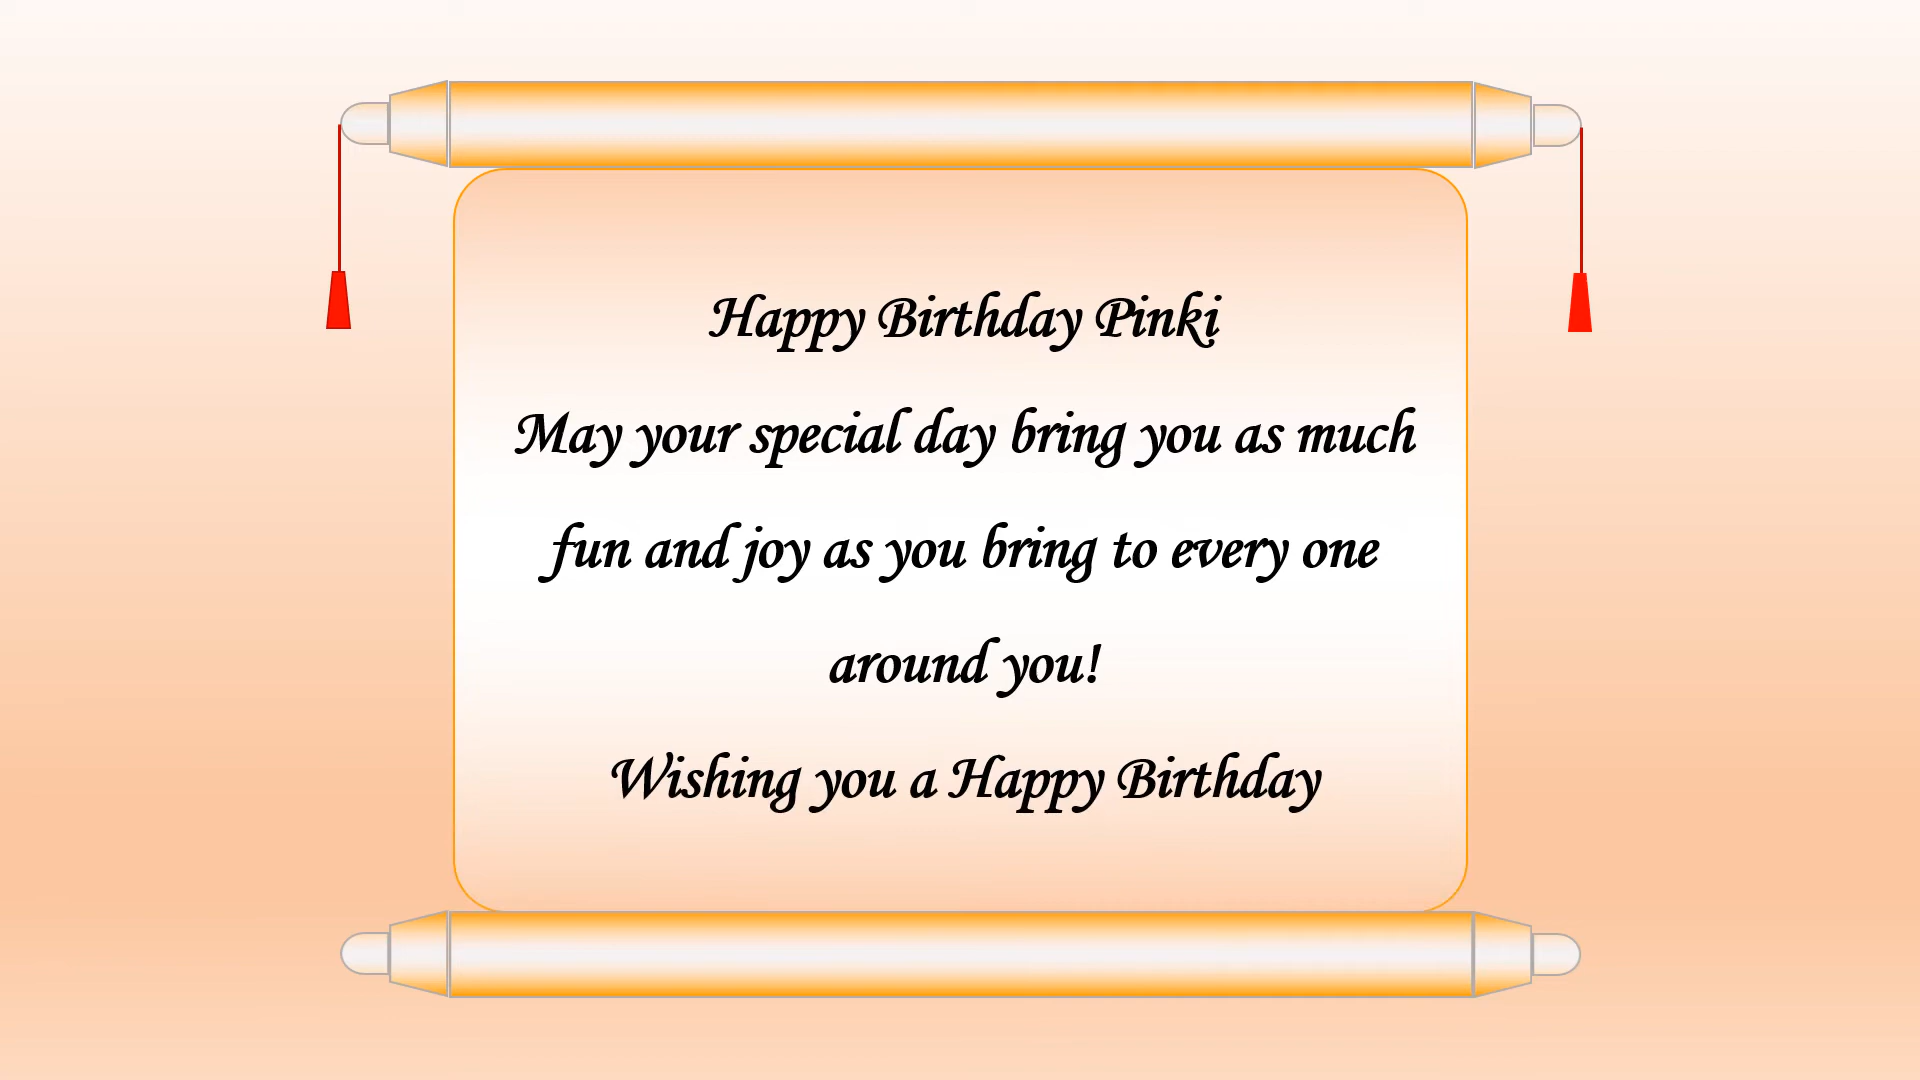 Happy Birthday Pinki
May your special day bring you as much
fun and joy as you bring to every one
around you!
Wishing you a Happy Birthday